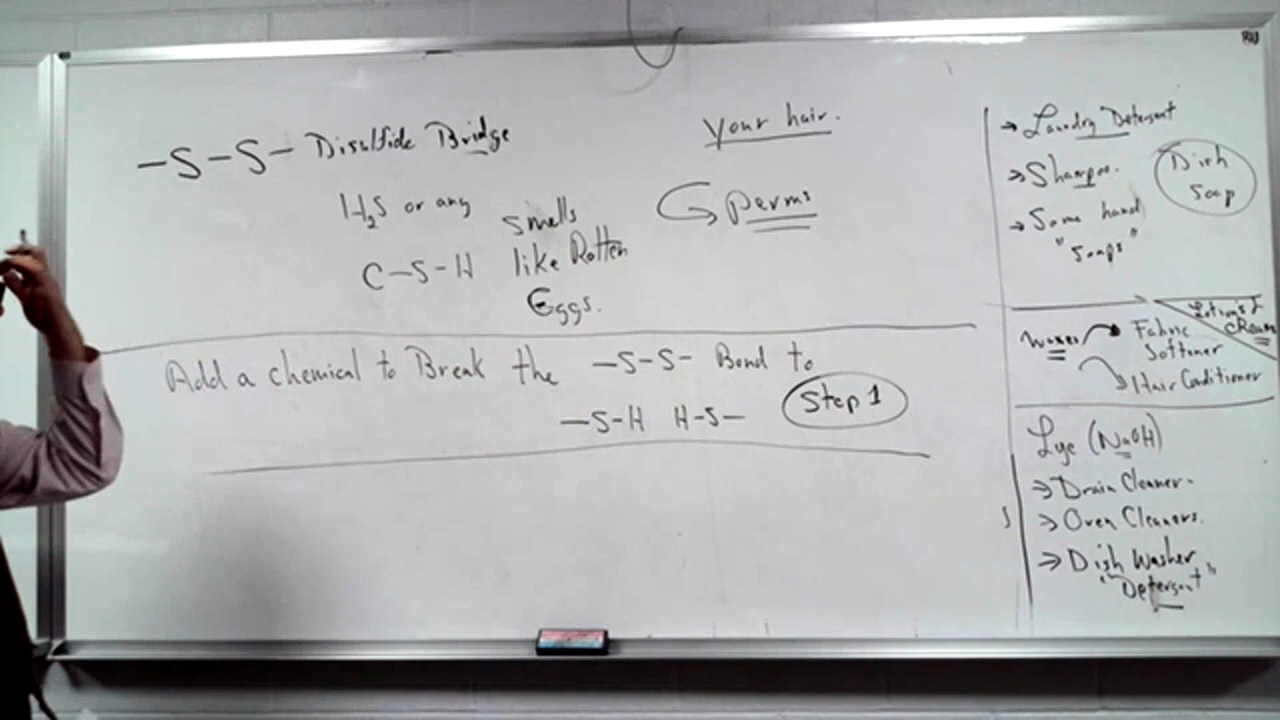 -S-S- Disulfide Bridge
H₂S or any
C-S-H
smells
like Rotten
Eggs.
Your hair.
Perms
Add a chemical to Break the -S-S- Bond to
-S-H H-S-
Step 1
→ Laundry Detergent
→ Shampoo.
→ Some hand
"Soaps"
Dish
Soap
Waxes
Fabric
Softener
Hair Conditioner
Lotions &
CReam
Lye (NaOH)
⇒ Drain Cleaner.
⇒ Oven Cleaners.
⇒ Dish Washer
"Detergent"